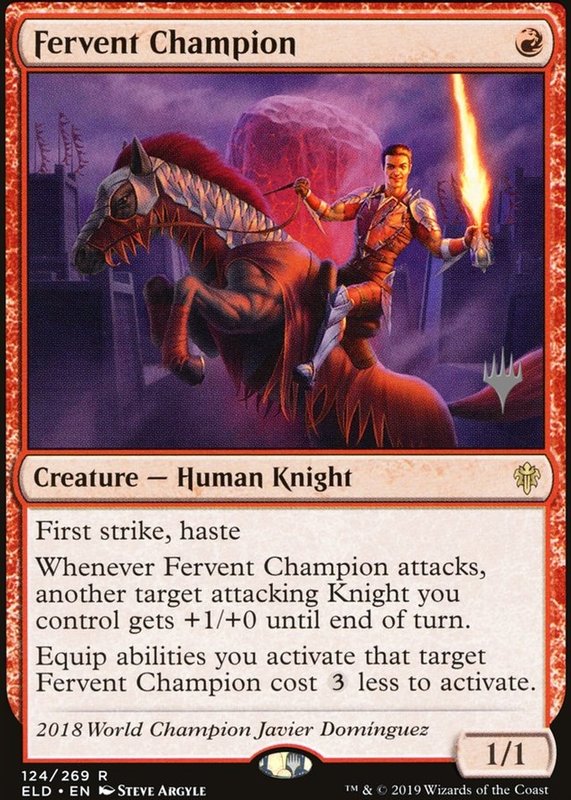 Fervent Champion
Creature — Human Knight
First strike, haste
Whenever Fervent Champion attacks,
another target attacking Knight you
control gets +1/+0 until end of turn.
Equip abilities you activate that target
Fervent Champion cost 3 less to activate.
2018 World Champion Javier Domínguez
1/1
124/269 R
ELD • EN Steve Argyle
™ & © 2019 Wizards of the Coast